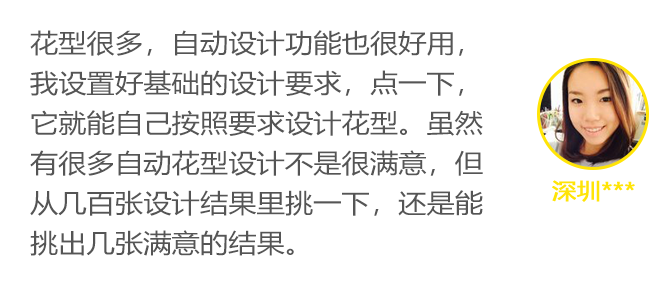 花型很多，自动设计功能也很好用，
我设置好基础的设计要求，点一下，
它就能自己按照要求设计花型。虽然
有很多自动花型设计不是很满意，但
从几百张设计结果里挑一下，还是能
挑出几张满意的结果。
深圳***